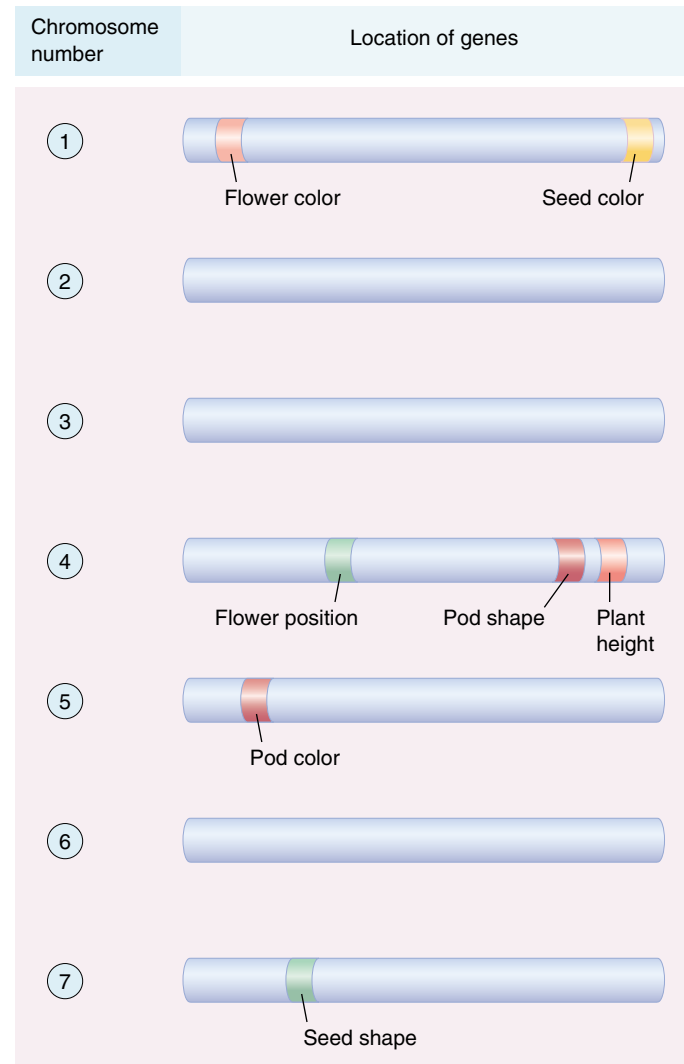 Chromosome
number
Location of genes
1
Flower color
Seed color
2
3
4
Flower position
Pod shape
Plant
height
5
Pod color
6
7
Seed shape